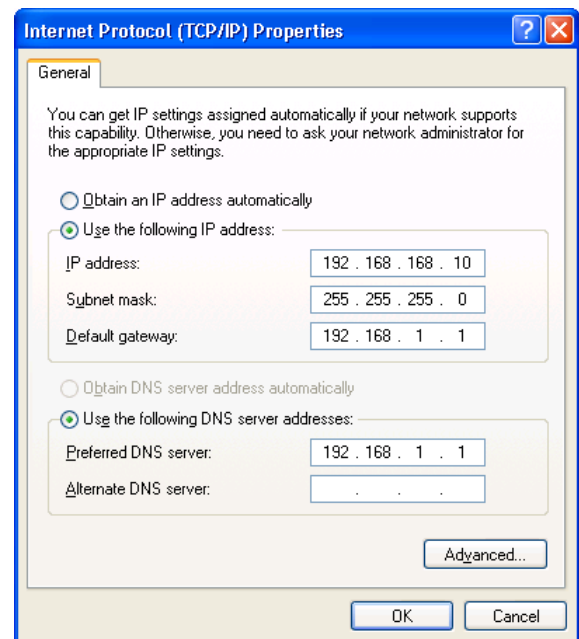 Internet Protocol (TCP/IP) Properties
General
You can get IP settings assigned automatically if your network supports
this capability. Otherwise, you need to ask your network administrator for
the appropriate IP settings.
Obtain an IP address automatically
Use the following IP address:
IP address: 192 . 168 . 168 . 10
Subnet mask: 255 . 255 . 255 . 0
Default gateway: 192 . 168 . 1 . 1
Obtain DNS server address automatically
Use the following DNS server addresses:
Preferred DNS server: 192 . 168 . 1 . 1
Alternate DNS server: . . .
Advanced...
OK Cancel